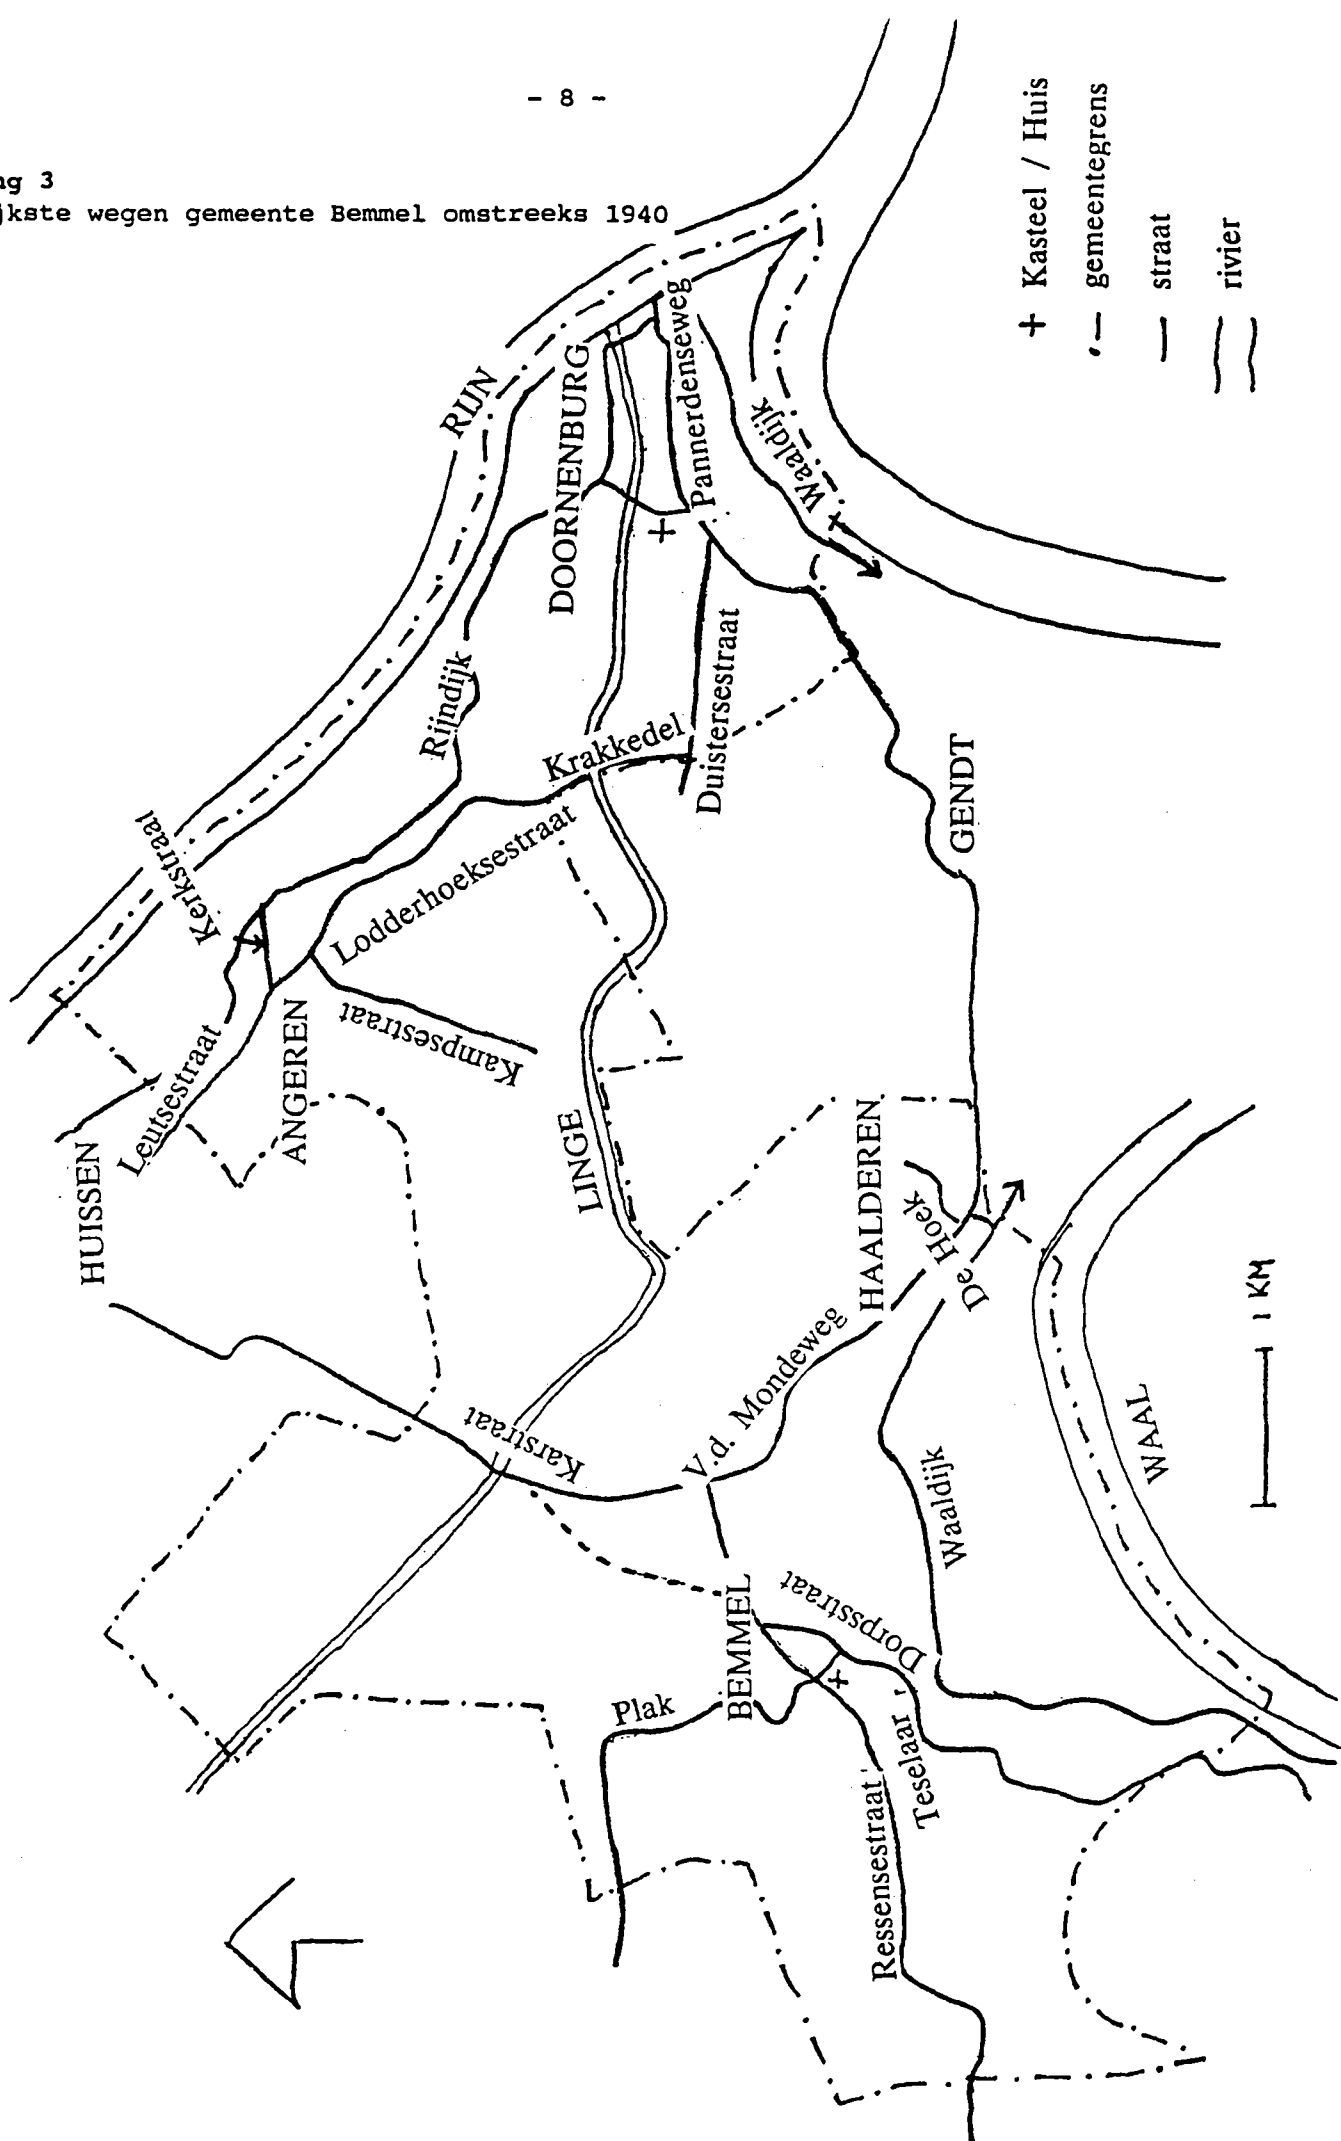 - 8 -
ng 3
jkste wegen gemeente Bemmel omstreeks 1940
+ Kasteel / Huis
gemeentegrens
straat
rivier
RIJN
DOORNENBURG
Pannerdenseweg
Waaldijk
Rijndijk
Krakkedel
Duistersestraat
Kerkstraat
Lodderhoeksestraat
GENDT
Leutsestraat
ANGEREN
Kampsestraat
HUISSEN
LINGE
HAALDEREN
De Hoek
Karstraat
V.d. Mondeweg
Waaldijk
WAAL
1 KM
BEMMEL
Dorpsstraat
Plak
Teselaar
Ressensestraat